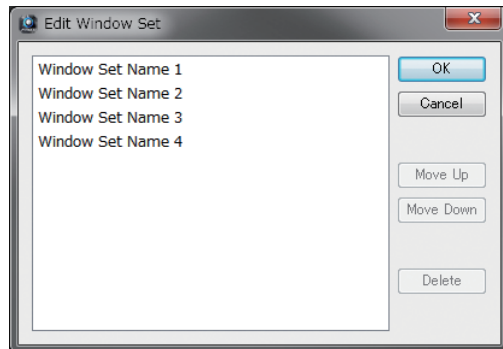 Edit Window Set
Window Set Name 1
Window Set Name 2
Window Set Name 3
Window Set Name 4
OK
Cancel
Move Up
Move Down
Delete